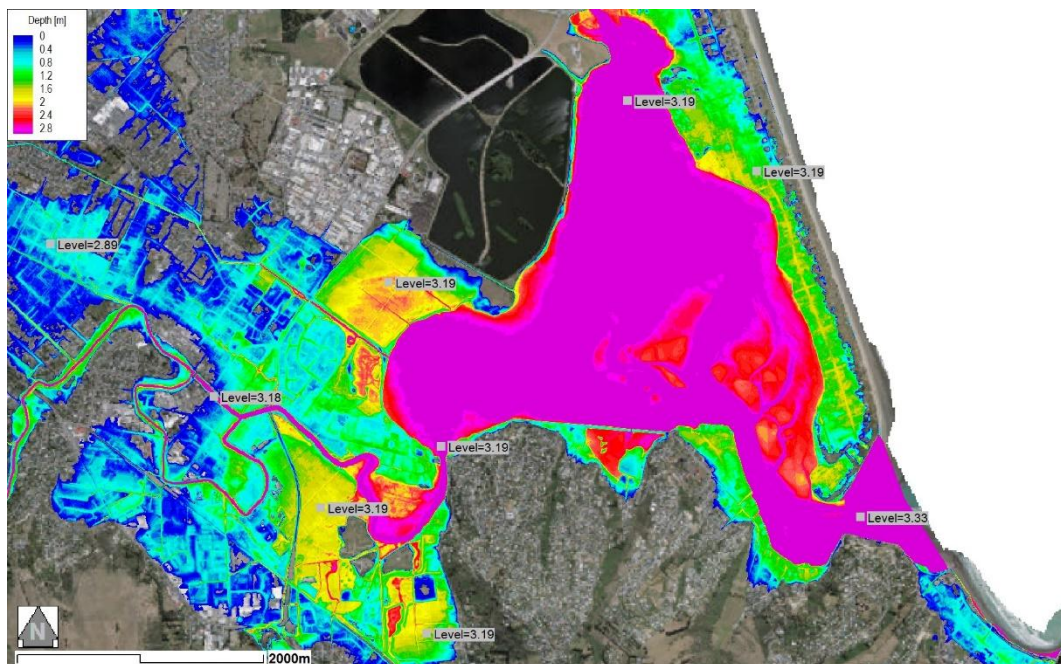 Depth [m]
0
0.4
0.8
1.2
1.6
2
2.4
2.8
Level=3.19
Level=3.19
Level=2.89
Level=3.19
Level=3.18
Level=3.19
Level=3.19
Level=3.33
Level=3.19
N
2000m